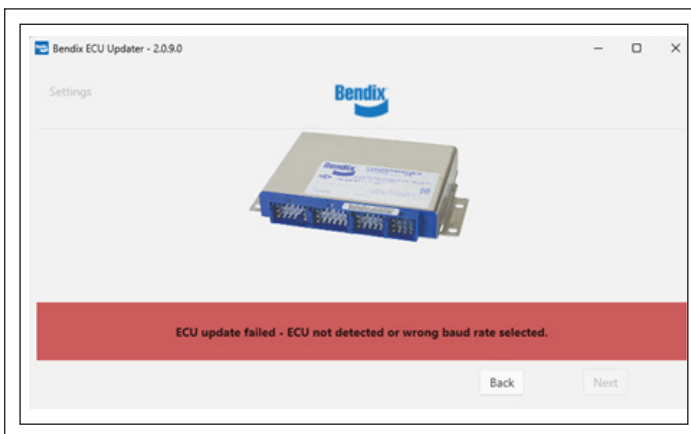 Bendix ECU Updater - 2.0.9.0
Settings
Bendix
Bendix
ECU update failed - ECU not detected or wrong baud rate selected.
Back
Next